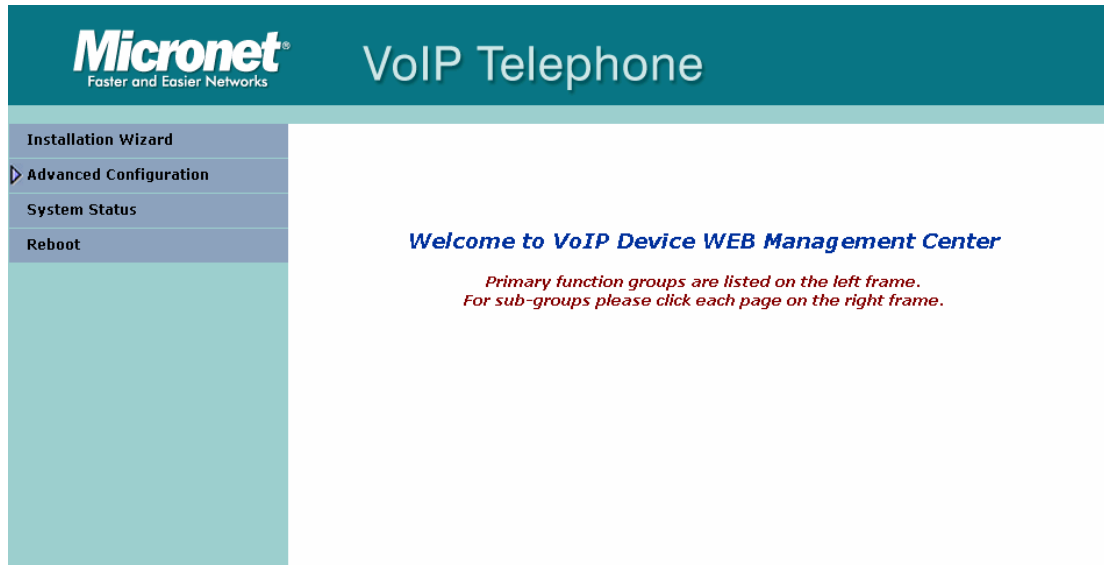 Micronet®
Faster and Easier Networks
VoIP Telephone
Installation Wizard
Advanced Configuration
System Status
Reboot
Welcome to VoIP Device WEB Management Center
Primary function groups are listed on the left frame.
For sub-groups please click each page on the right frame.